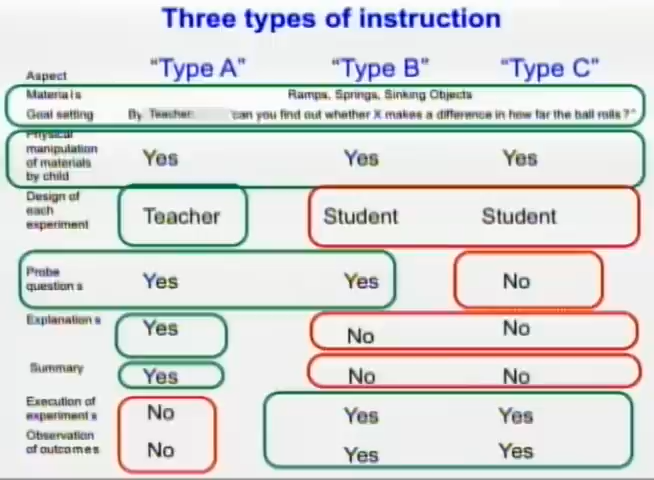 Three types of instruction
Aspect "Type A" "Type B" "Type C"
Materials Ramps, Springs, Sinking Objects
Goal setting By Teacher: "can you find out whether X makes a difference in how far the ball rolls?"
Physical
manipulation
of materials Yes Yes Yes
by child
Design of
each Teacher Student Student
experiment
Probe Yes Yes No
questions
Explanations Yes No No
Summary Yes No No
Execution of No Yes Yes
experiments
Observation No Yes Yes
of outcomes